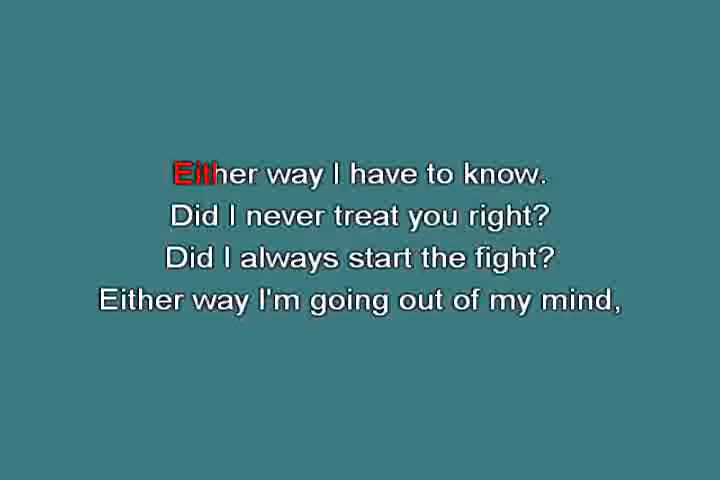 Either way I have to know.
Did I never treat you right?
Did I always start the fight?
Either way I'm going out of my mind,